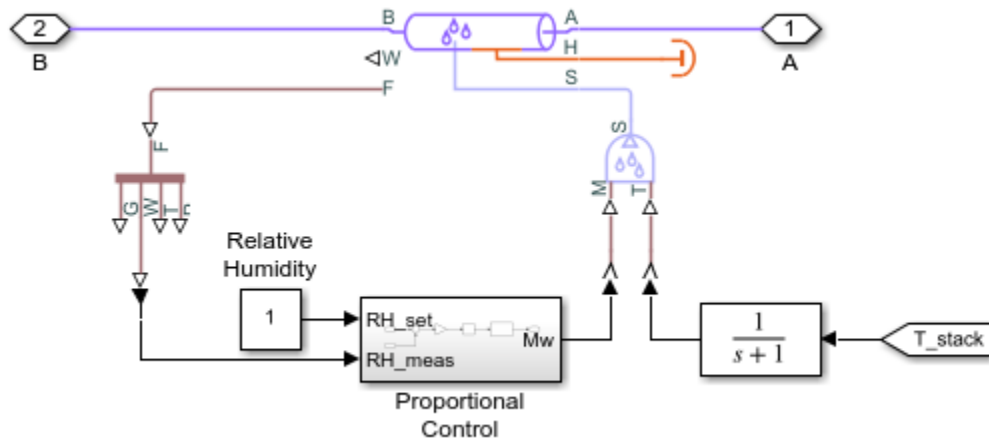 2
B
B
A
1
A
W
H
F
S
S
F
M
T
G
W
T
Relative
Humidity
1
RH_set
RH_meas
Mw
Proportional
Control
1
s + 1
T_stack